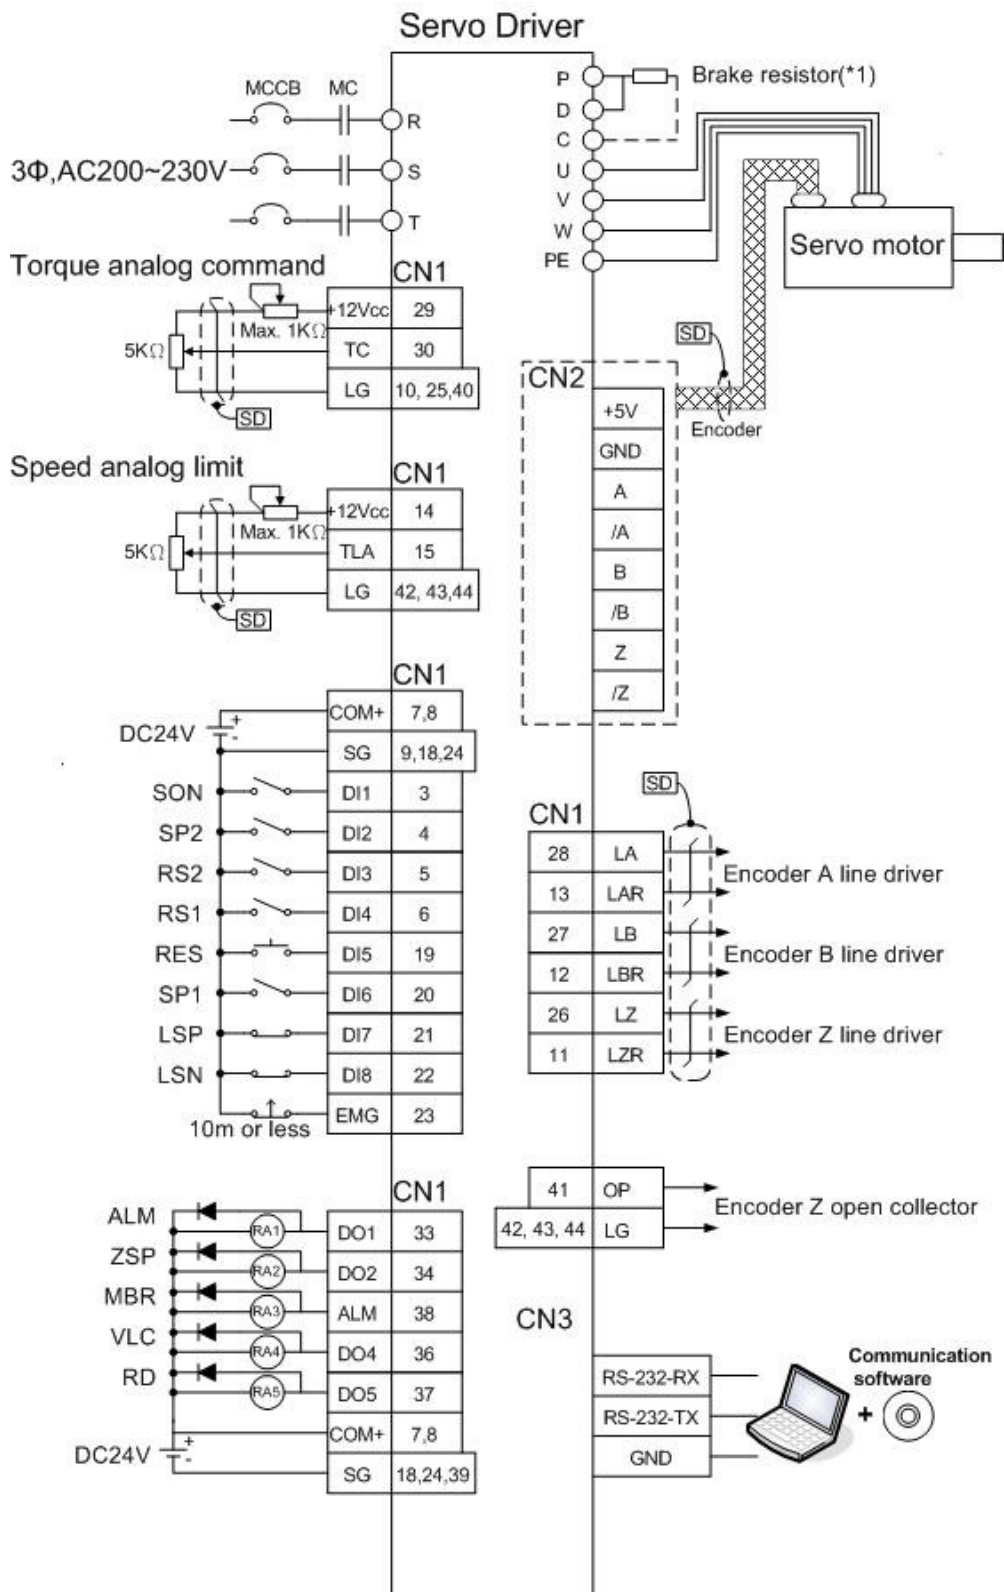 Servo Driver
MCCB MC
R
3Φ,AC200~230V
S
T
P
D
C
U
V
W
PE
Brake resistor(*1)
Servo motor
Torque analog command
CN1
+12Vcc 29
Max. 1KΩ
5KΩ
TC 30
LG 10, 25,40
SD
Speed analog limit
CN1
+12Vcc 14
Max. 1KΩ
5KΩ
TLA 15
LG 42, 43,44
SD
CN2
SD
Encoder
+5V
GND
A
/A
B
/B
Z
/Z
CN1
DC24V + -
COM+ 7,8
SG 9,18,24
SON DI1 3
SP2 DI2 4
RS2 DI3 5
RS1 DI4 6
RES DI5 19
SP1 DI6 20
LSP DI7 21
LSN DI8 22
EMG 23
10m or less
SD
CN1
28 LA
13 LAR
Encoder A line driver
27 LB
12 LBR
Encoder B line driver
26 LZ
11 LZR
Encoder Z line driver
CN1
ALM RA1 DO1 33
ZSP RA2 DO2 34
MBR RA3 ALM 38
VLC RA4 DO4 36
RD RA5 DO5 37
COM+ 7,8
DC24V + -
SG 18,24,39
41 OP
42, 43, 44 LG
Encoder Z open collector
CN3
RS-232-RX
RS-232-TX
GND
Communication
software
+